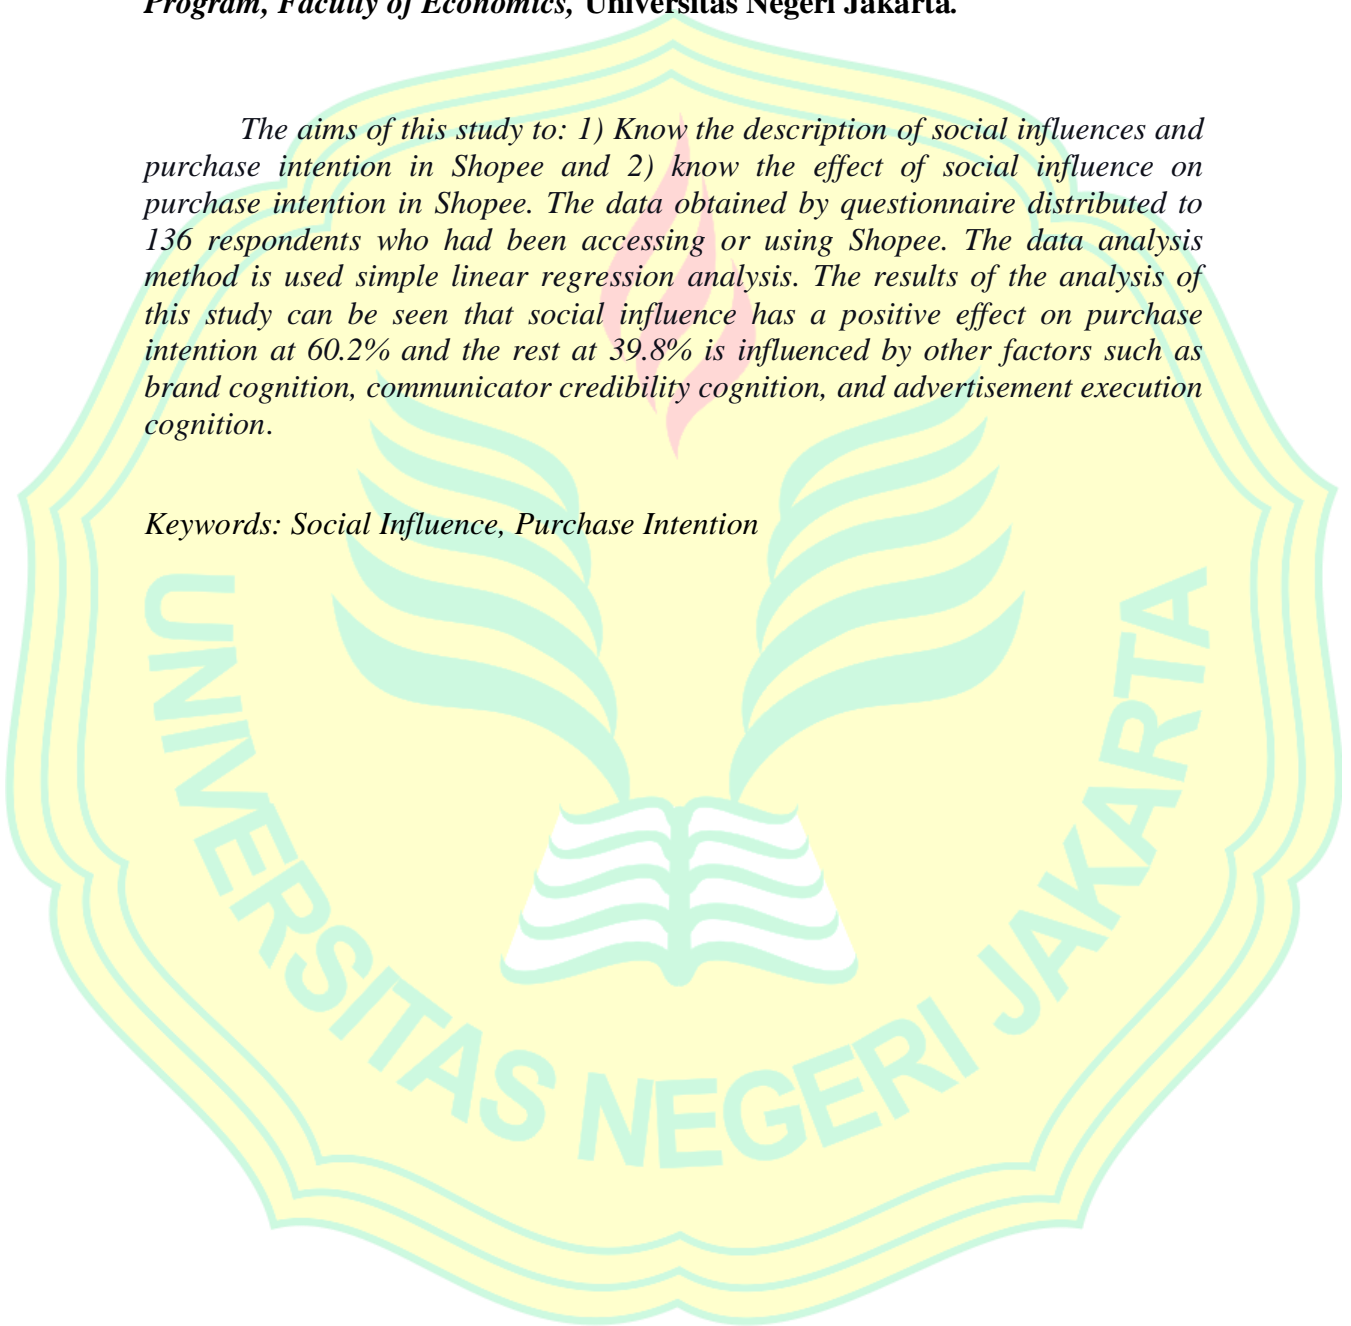 Program, Faculty of Economics, Universitas Negeri Jakarta.
The aims of this study to: 1) Know the description of social influences and
purchase intention in Shopee and 2) know the effect of social influence on
purchase intention in Shopee. The data obtained by questionnaire distributed to
136 respondents who had been accessing or using Shopee. The data analysis
method is used simple linear regression analysis. The results of the analysis of
this study can be seen that social influence has a positive effect on purchase
intention at 60.2% and the rest at 39.8% is influenced by other factors such as
brand cognition, communicator credibility cognition, and advertisement execution
cognition.
Keywords: Social Influence, Purchase Intention
UNIVERSITAS NEGERI JAKARTA